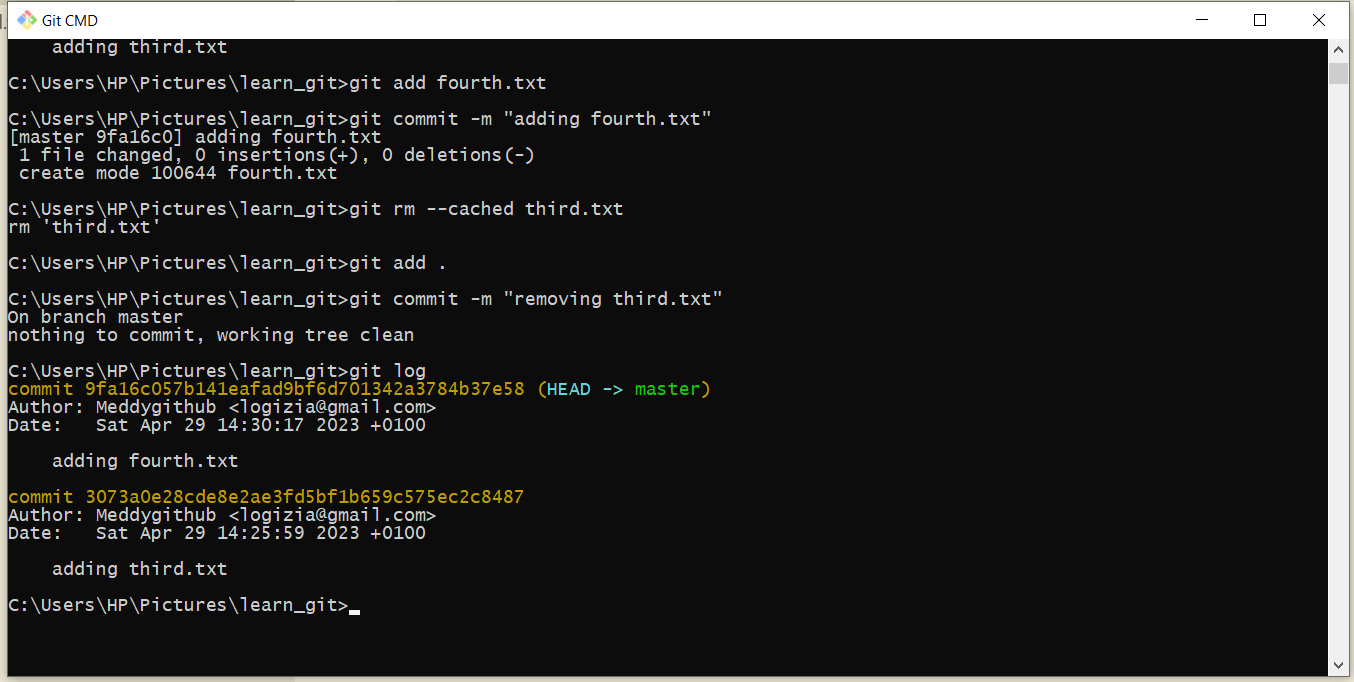 Git CMD
    adding third.txt
C:\Users\HP\Pictures\learn_git>git add fourth.txt
C:\Users\HP\Pictures\learn_git>git commit -m "adding fourth.txt"
[master 9fa16c0] adding fourth.txt
 1 file changed, 0 insertions(+), 0 deletions(-)
 create mode 100644 fourth.txt
C:\Users\HP\Pictures\learn_git>git rm --cached third.txt
rm 'third.txt'
C:\Users\HP\Pictures\learn_git>git add .
C:\Users\HP\Pictures\learn_git>git commit -m "removing third.txt"
On branch master
nothing to commit, working tree clean
C:\Users\HP\Pictures\learn_git>git log
commit 9fa16c057b141eafad9bf6d701342a3784b37e58 (HEAD -> master)
Author: Meddygithub <logizia@gmail.com>
Date:   Sat Apr 29 14:30:17 2023 +0100
    adding fourth.txt
commit 3073a0e28cde8e2ae3fd5bf1b659c575ec2c8487
Author: Meddygithub <logizia@gmail.com>
Date:   Sat Apr 29 14:25:59 2023 +0100
    adding third.txt
C:\Users\HP\Pictures\learn_git>